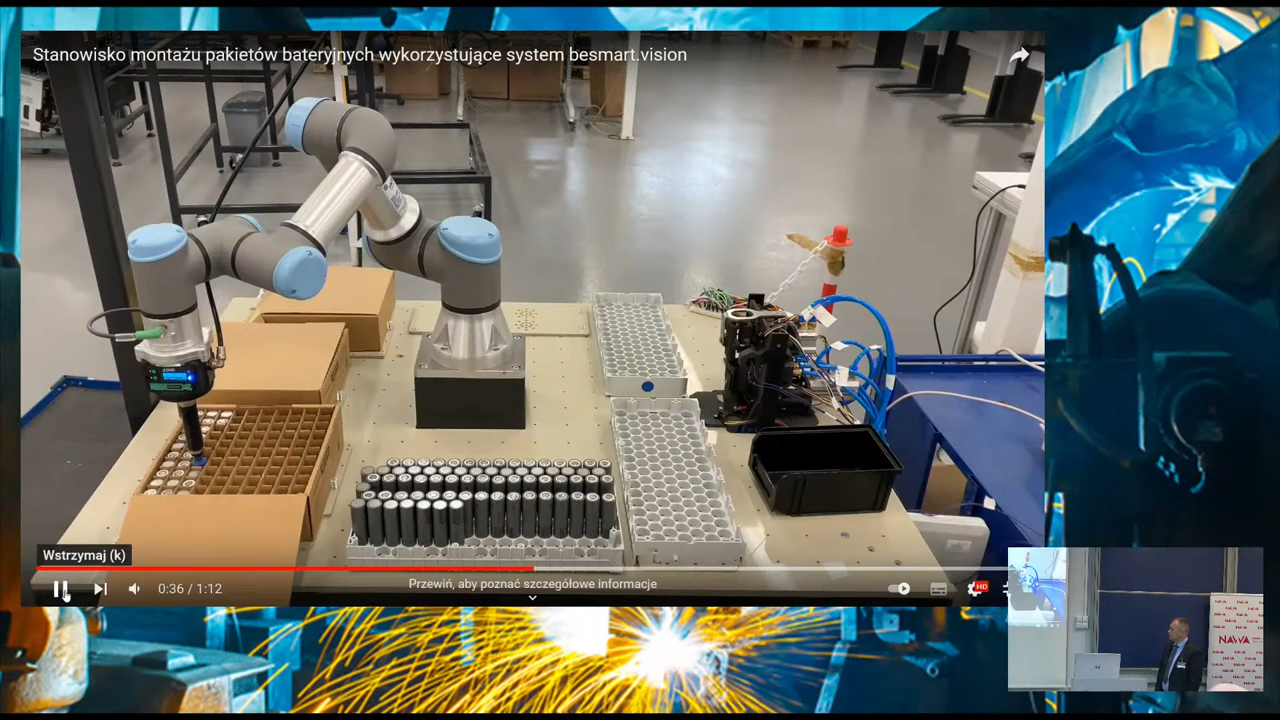 Stanowisko montażu pakietów bateryjnych wykorzystujące system besmart.vision
Wstrzymaj (k)
0:36 / 1:12
Przewiń, aby poznać szczegółowe informacje
HD
NAWA